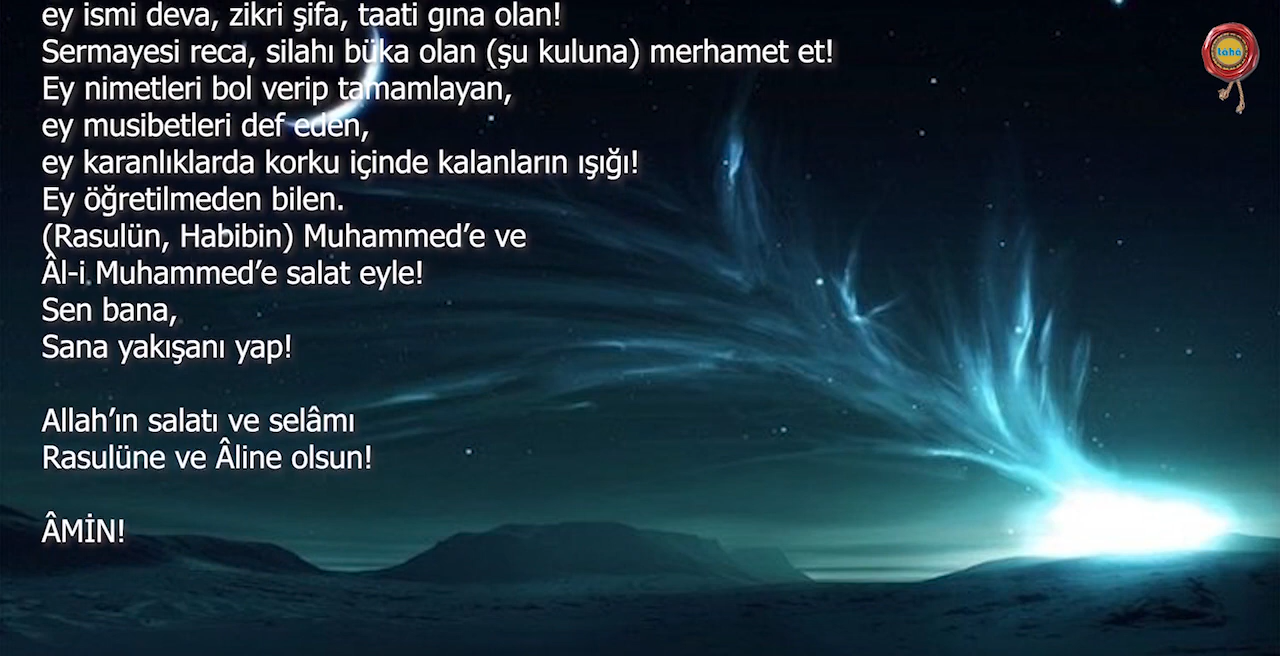 ey ismi deva, zikri şifa, taati gına olan!
Sermayesi reca, silahı büka olan (şu kuluna) merhamet et!
Ey nimetleri bol verip tamamlayan,
ey musibetleri def eden,
ey karanlıklarda korku içinde kalanların ışığı!
Ey öğretilmeden bilen.
(Rasulün, Habibin) Muhammed’e ve
Âl-i Muhammed’e salat eyle!
Sen bana,
Sana yakışanı yap!
Allah’ın salatı ve selâmı
Rasulüne ve Âline olsun!
ÂMİN!
taha